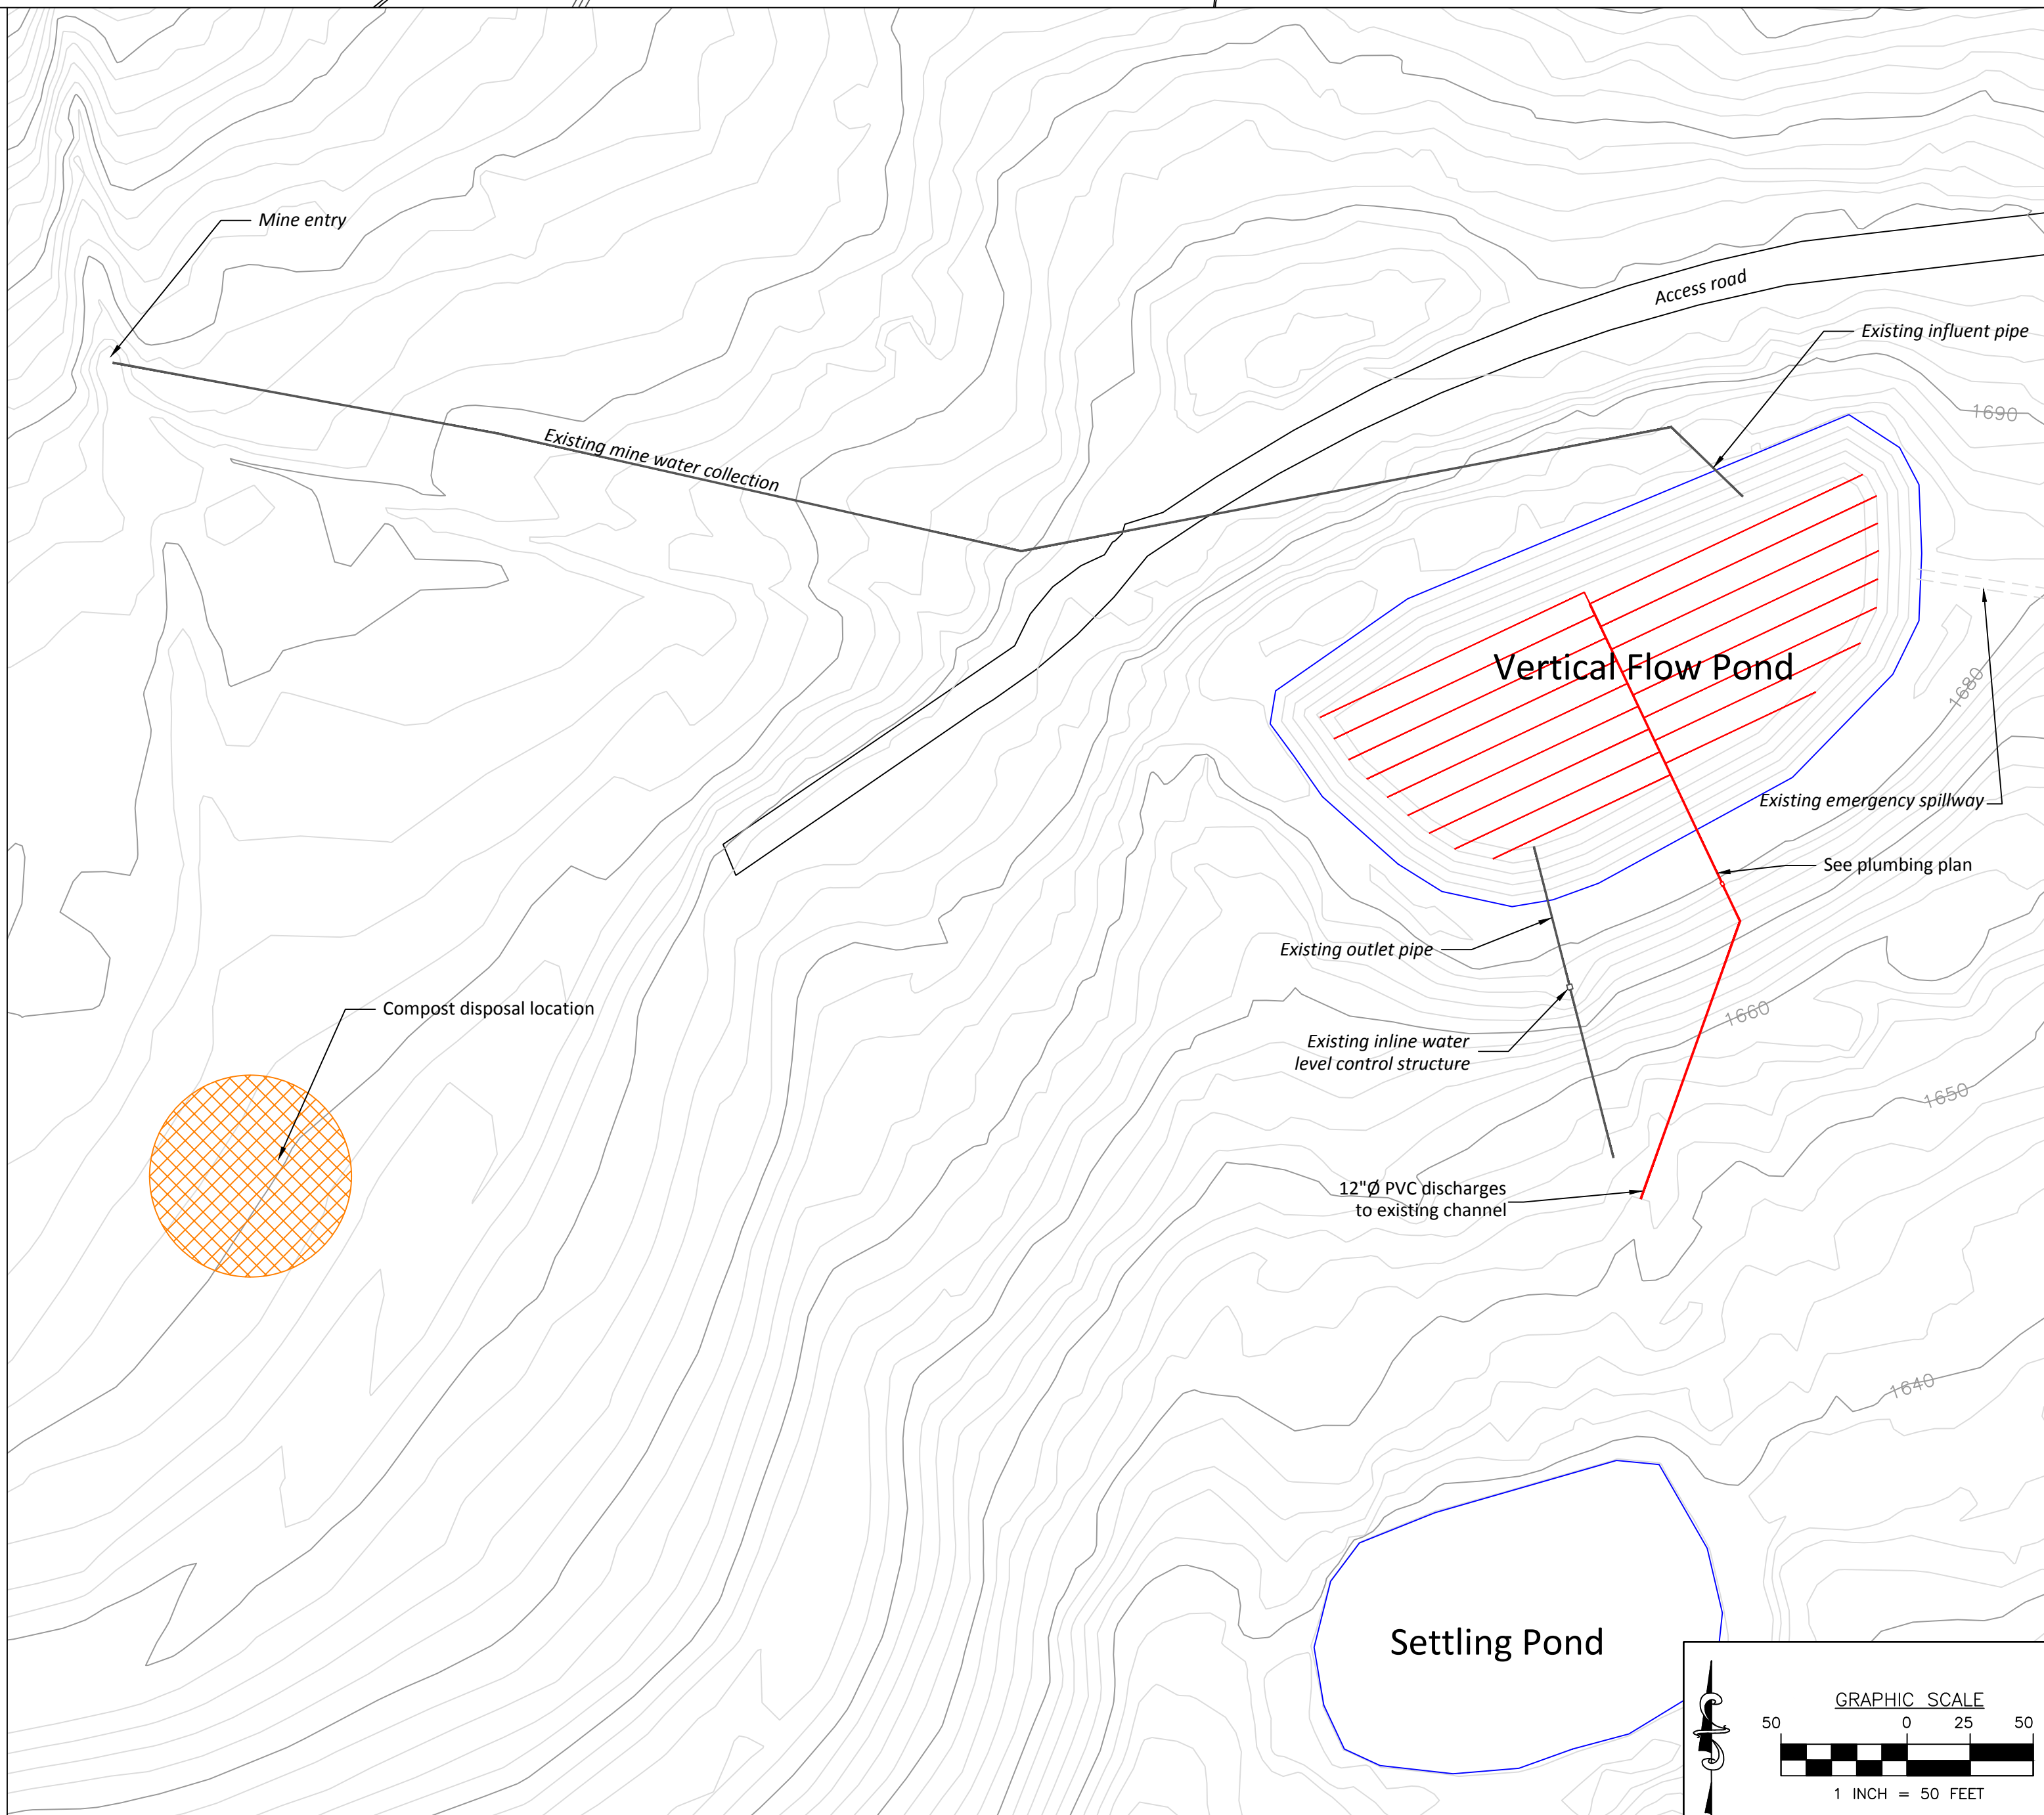 Mine entry
Access road
Existing influent pipe
1690
Existing mine water collection
Vertical Flow Pond
1680
Existing emergency spillway
See plumbing plan
Existing outlet pipe
Compost disposal location
1660
Existing inline water
level control structure
1650
12"Ø PVC discharges
to existing channel
1640
Settling Pond
GRAPHIC SCALE
50 0 25 50
1 INCH = 50 FEET